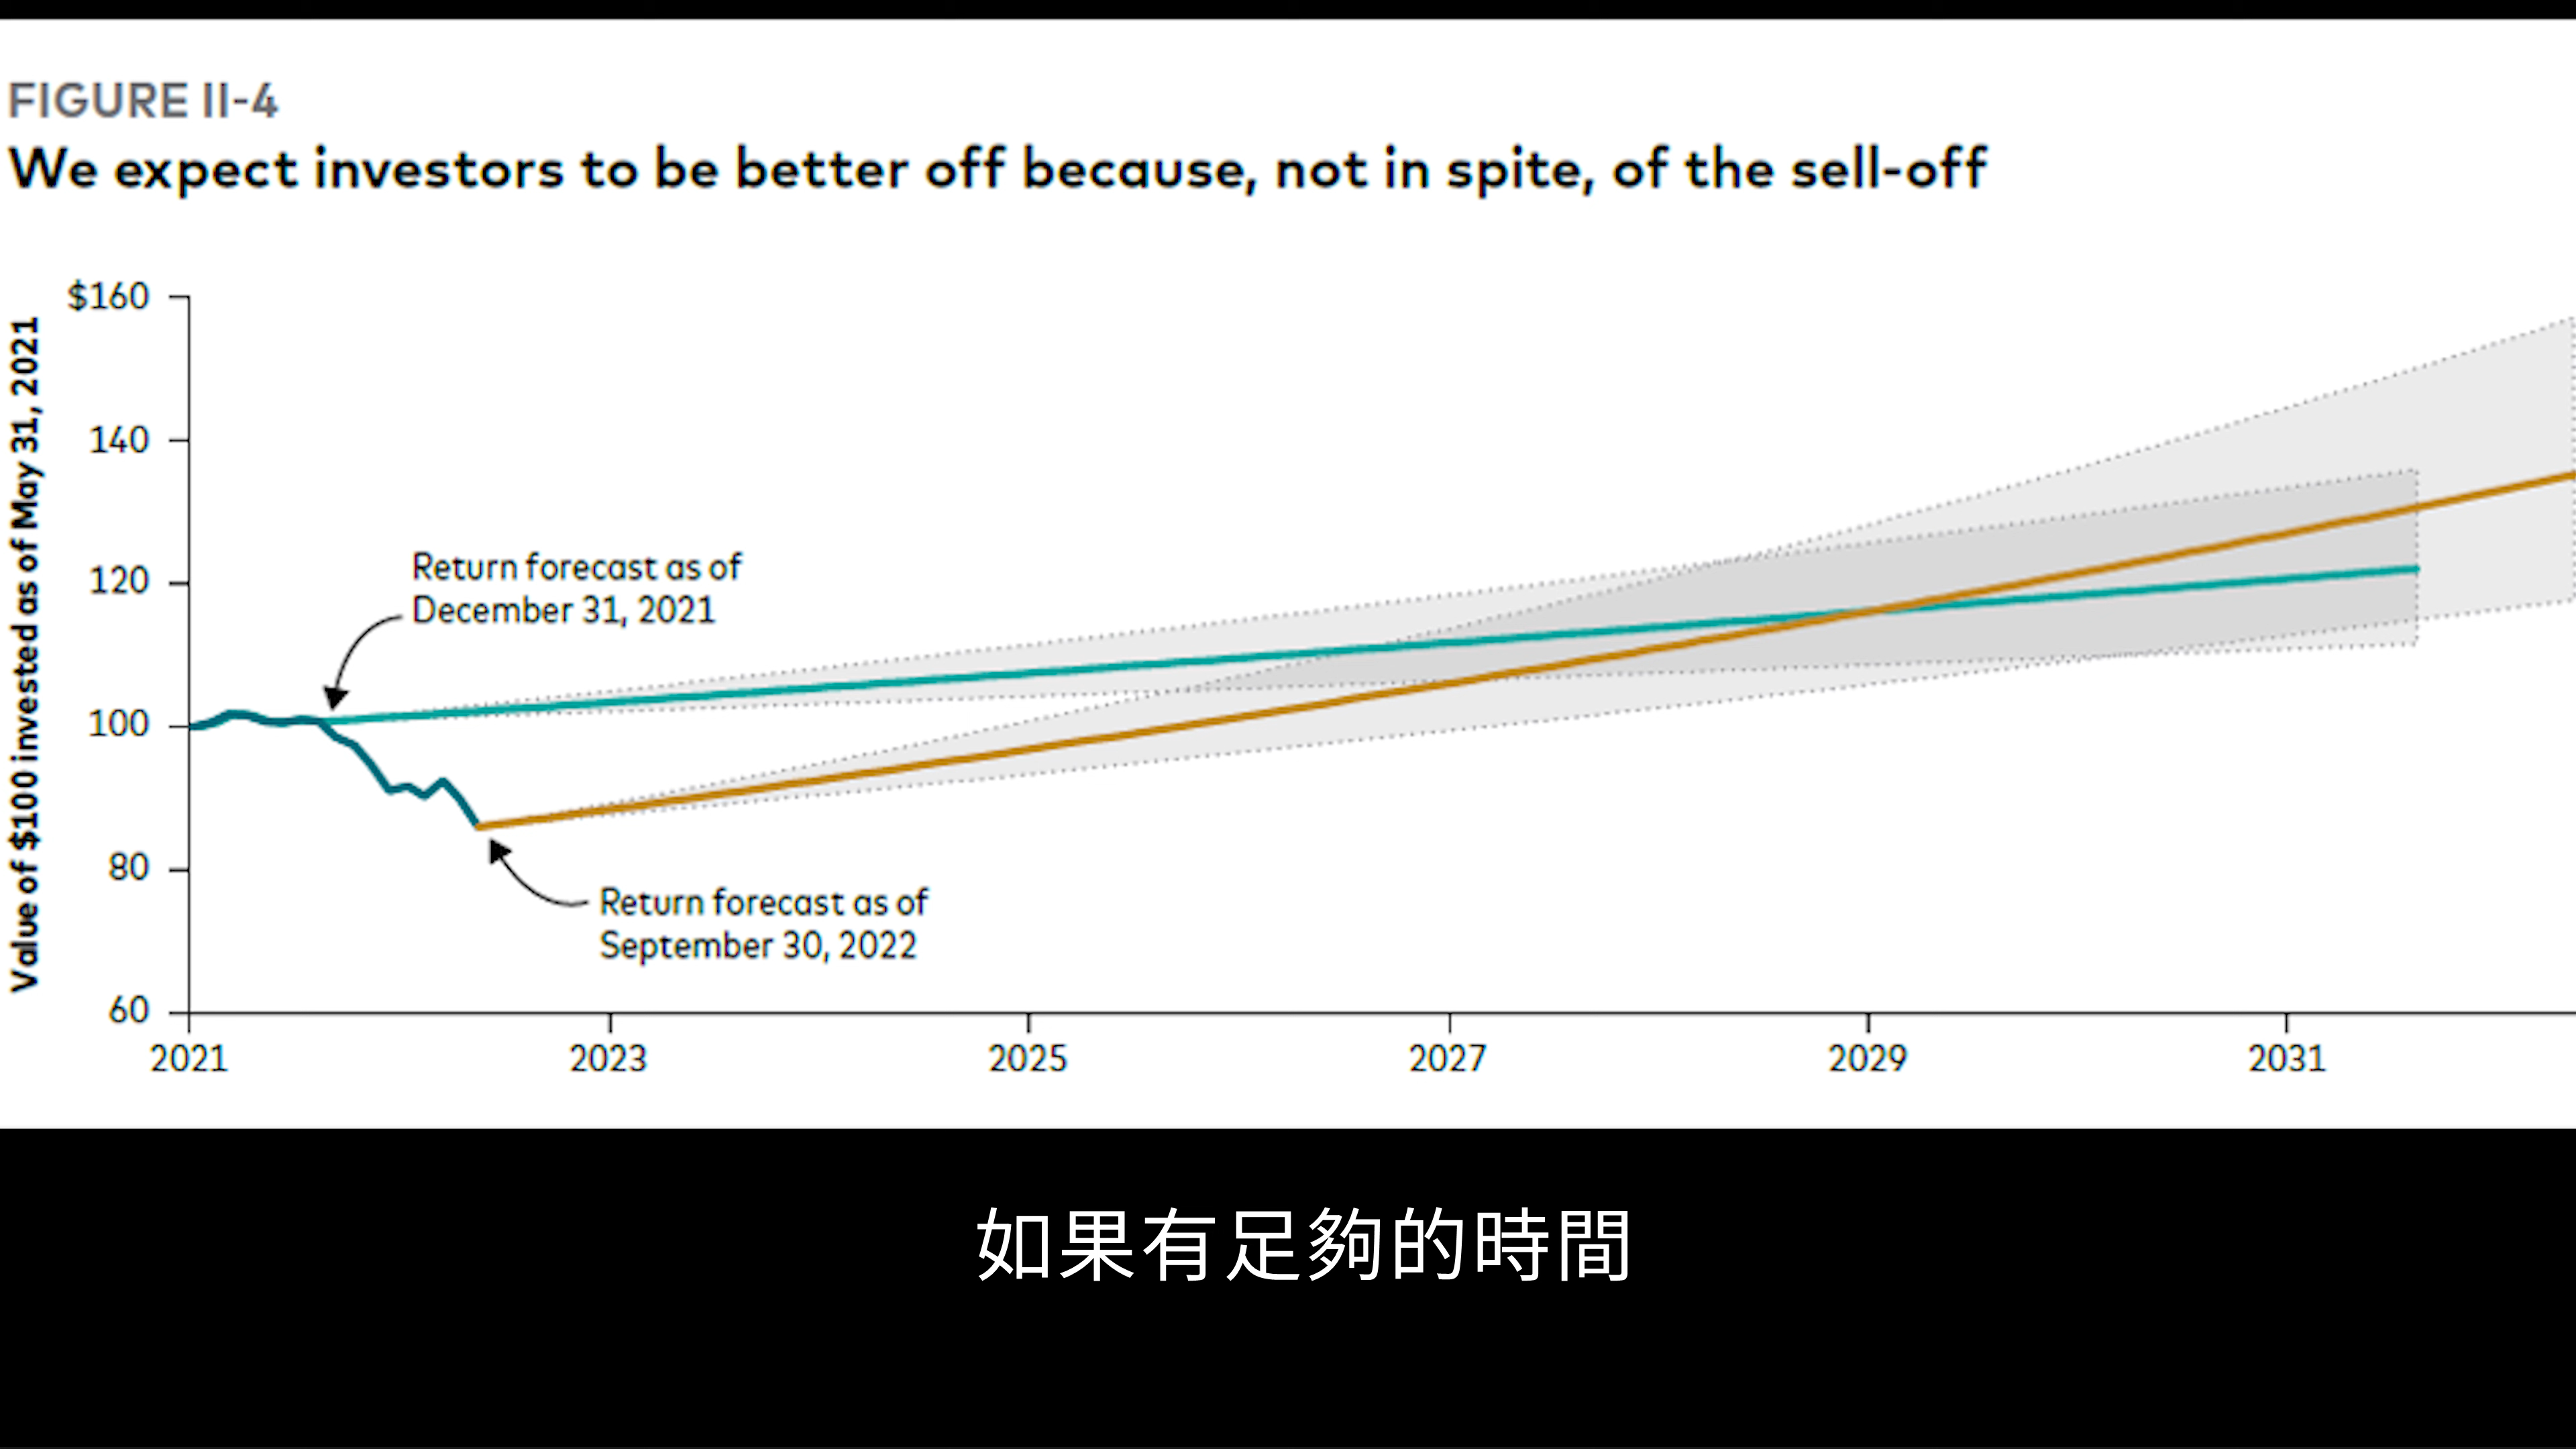 FIGURE II-4
We expect investors to be better off because, not in spite, of the sell-off
Value of $100 invested as of May 31, 2021
$160
140
120
100
80
60
Return forecast as of
December 31, 2021
Return forecast as of
September 30, 2022
2021
2023
2025
2027
2029
2031
如果有足夠的時間